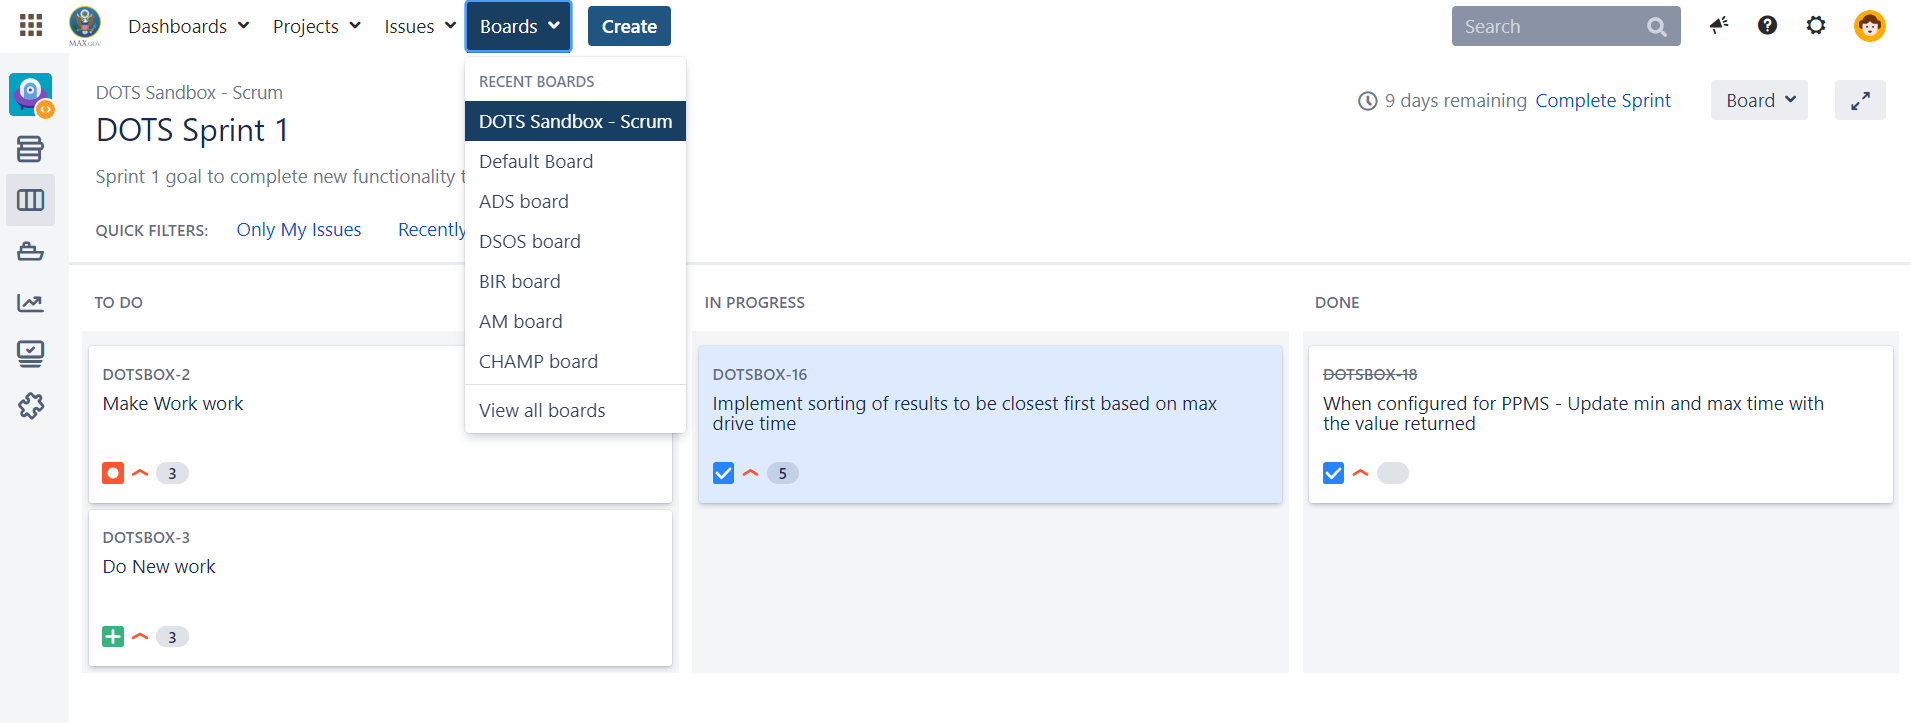 MAX.gov
Dashboards
Projects
Issues
Boards
Create
Search
RECENT BOARDS
DOTS Sandbox - Scrum
Default Board
ADS board
DSOS board
BIR board
AM board
CHAMP board
View all boards
DOTS Sandbox - Scrum
DOTS Sprint 1
Sprint 1 goal to complete new functionality t
9 days remaining
Complete Sprint
Board
QUICK FILTERS:
Only My Issues
Recently
TO DO
IN PROGRESS
DONE
DOTSBOX-2
Make Work work
3
DOTSBOX-3
Do New work
3
DOTSBOX-16
Implement sorting of results to be closest first based on max
drive time
5
DOTSBOX-18
When configured for PPMS - Update min and max time with
the value returned